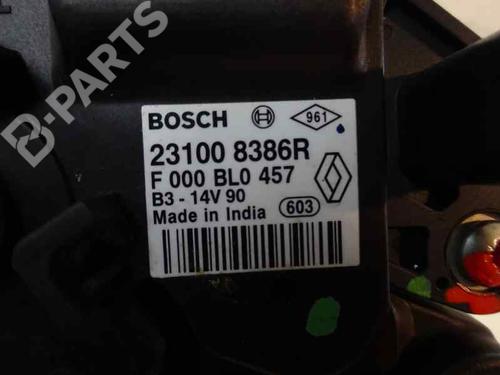 B-PARTS
BOSCH 961
23100 8386R
F 000 BL0 457
B3 - 14V 90
Made in India 603